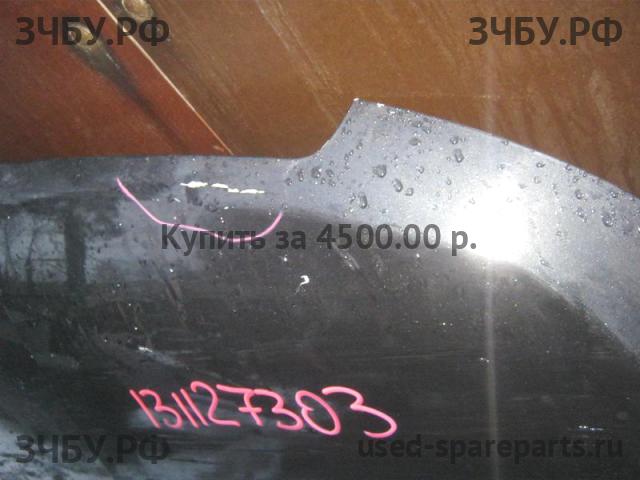 ЗЧБУ.РФ ЗЧБУ.РФ
Купить за 4500.00 р.
131127303
ЗЧБУ.РФ used-spareparts.ru